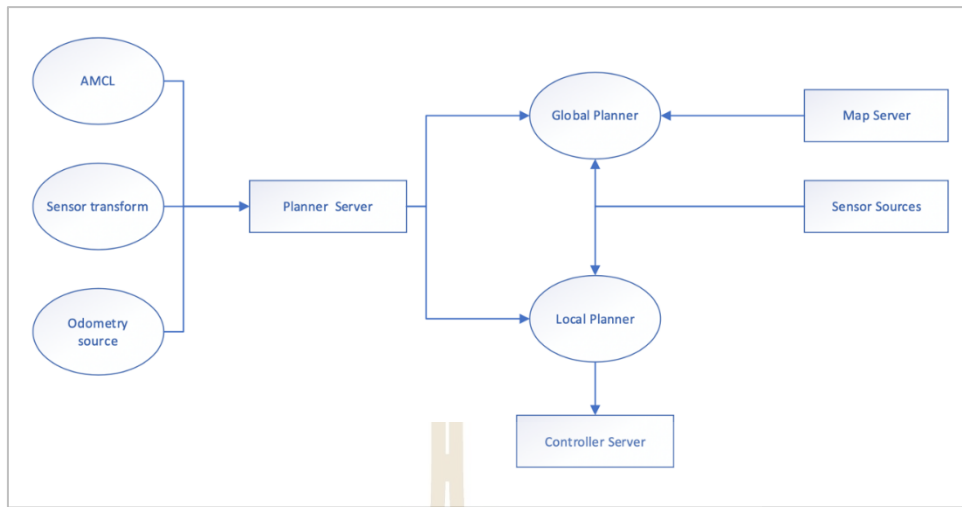 AMCL
Global Planner
Map Server
Sensor transform
Planner Server
Sensor Sources
Odometry
source
Local Planner
Controller Server